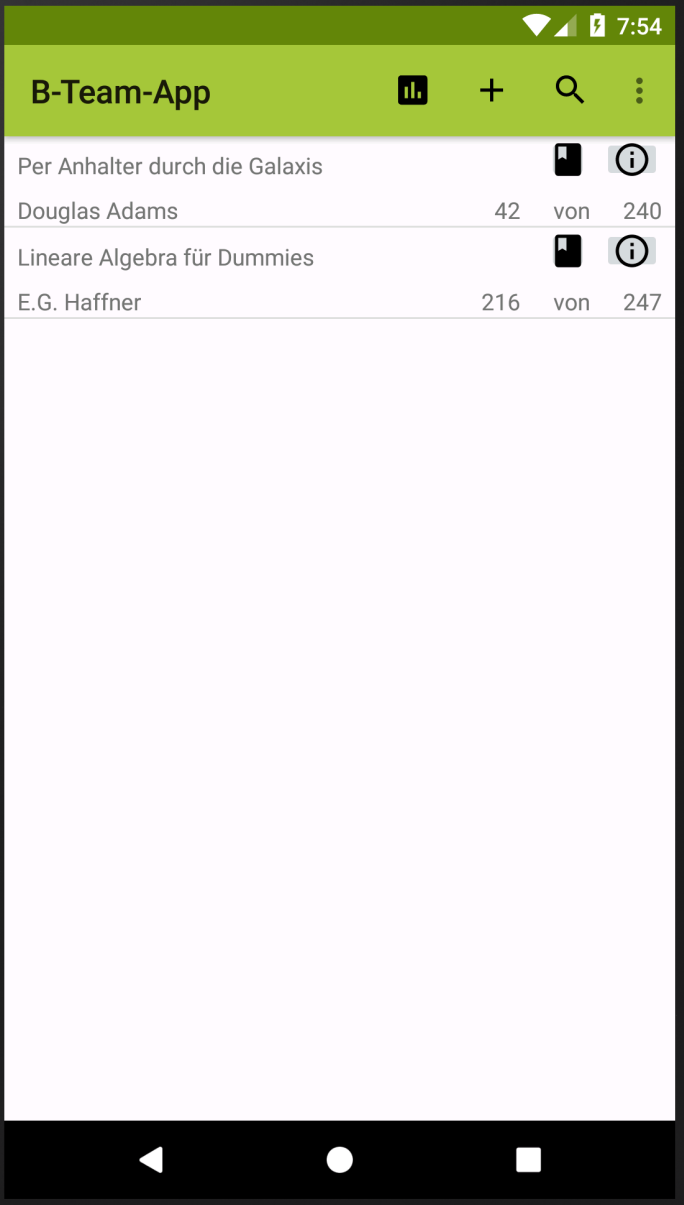 7:54
B-Team-App
Per Anhalter durch die Galaxis
Douglas Adams 42 von 240
Lineare Algebra für Dummies
E.G. Haffner 216 von 247